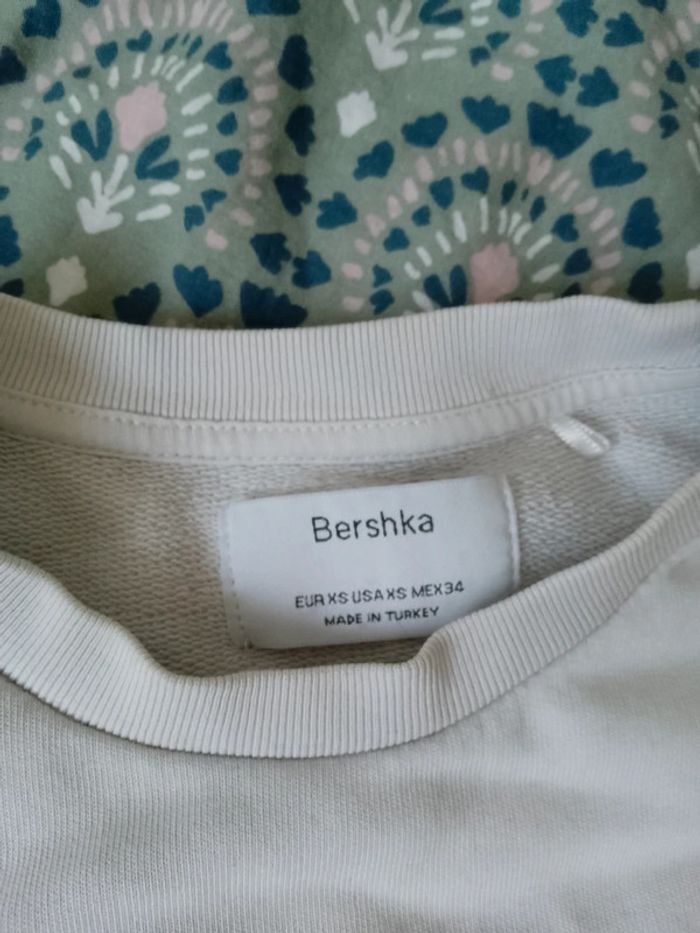 Bershka
EUR XS USA XS MEX 34
MADE IN TURKEY